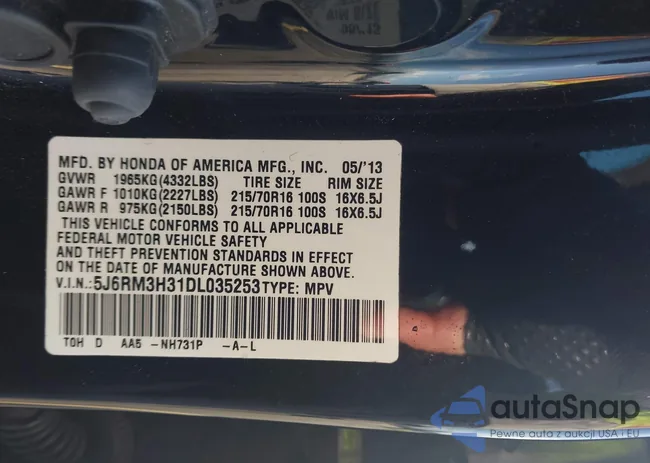 MFD. BY HONDA OF AMERICA MFG., INC. 05/'13
GVWR 1965KG(4332LBS) TIRE SIZE RIM SIZE
GAWR F 1010KG(2227LBS) 215/70R16 100S 16X6.5J
GAWR R 975KG(2150LBS) 215/70R16 100S 16X6.5J
THIS VEHICLE CONFORMS TO ALL APPLICABLE
FEDERAL MOTOR VEHICLE SAFETY
AND THEFT PREVENTION STANDARDS IN EFFECT
ON THE DATE OF MANUFACTURE SHOWN ABOVE.
V.I.N.:5J6RM3H31DL035253TYPE: MPV
TGH D AA5 -NH731P -A-L
autaSnap
Pewne auta z aukcji USA i EU